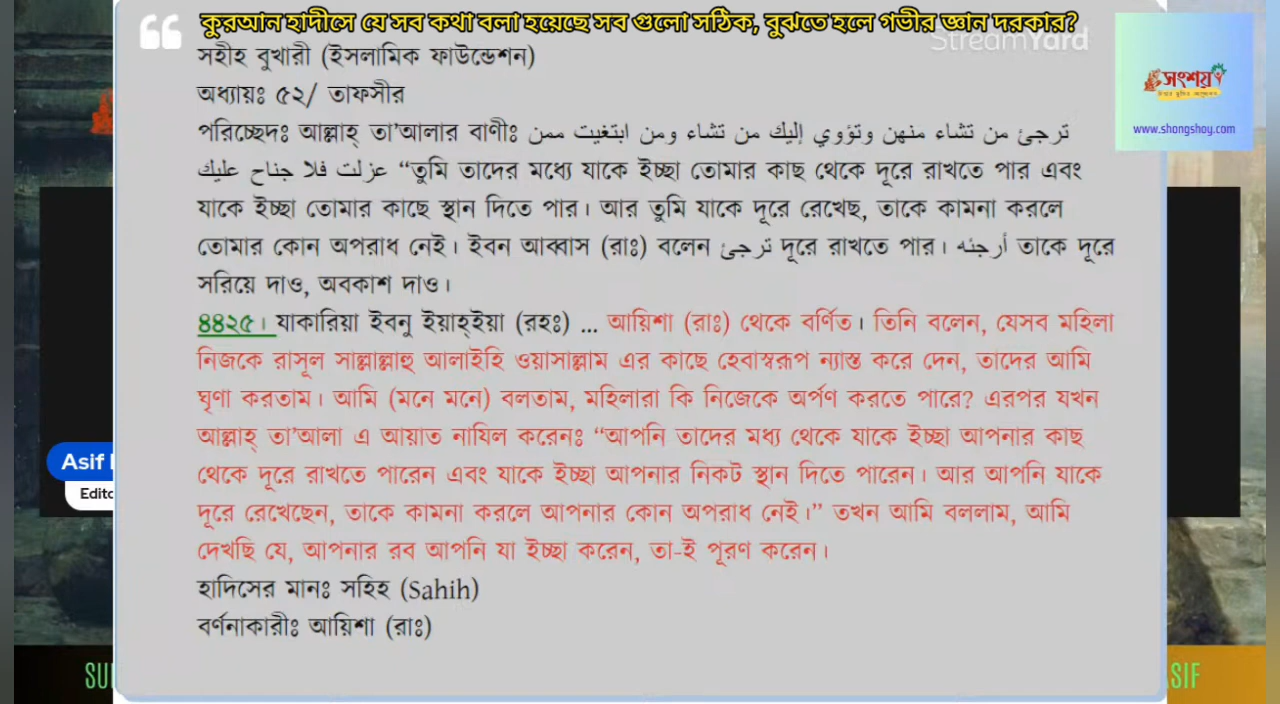 কুরআন হাদীসে যে সব কথা বলা হয়েছে সব গুলো সঠিক, বুঝতে হলে গভীর জ্ঞান দরকার?
StreamYard
সহীহ বুখারী (ইসলামিক ফাউন্ডেশন)
সংশয়
www.shongshoy.com
অধ্যায়ঃ ৫২/ তাফসীর
পরিচ্ছেদঃ আল্লাহ্ তা’আলার বাণীঃ ترجئ من تشاء منهن وتؤوي إليك من تشاء ومن ابتغيت ممن
عزلت فلا جناح عليك “তুমি তাদের মধ্যে যাকে ইচ্ছা তোমার কাছ থেকে দূরে রাখতে পার এবং
যাকে ইচ্ছা তোমার কাছে স্থান দিতে পার। আর তুমি যাকে দূরে রেখেছ, তাকে কামনা করলে
তোমার কোন অপরাধ নেই। ইবন আব্বাস (রাঃ) বলেন ترجئ দূরে রাখতে পার। أرجئه তাকে দূরে
সরিয়ে দাও, অবকাশ দাও।
৪৪২৫। যাকারিয়া ইবনু ইয়াহ্ইয়া (রহঃ) ... আয়িশা (রাঃ) থেকে বর্ণিত। তিনি বলেন, যেসব মহিলা
নিজকে রাসূল সাল্লাল্লাহু আলাইহি ওয়াসাল্লাম এর কাছে হেবাস্বরূপ ন্যাস্ত করে দেন, তাদের আমি
ঘৃণা করতাম। আমি (মনে মনে) বলতাম, মহিলারা কি নিজেকে অর্পণ করতে পারে? এরপর যখন
আল্লাহ্ তা’আলা এ আয়াত নাযিল করেনঃ “আপনি তাদের মধ্য থেকে যাকে ইচ্ছা আপনার কাছ
থেকে দূরে রাখতে পারেন এবং যাকে ইচ্ছা আপনার নিকট স্থান দিতে পারেন। আর আপনি যাকে
দূরে রেখেছেন, তাকে কামনা করলে আপনার কোন অপরাধ নেই।” তখন আমি বললাম, আমি
দেখছি যে, আপনার রব আপনি যা ইচ্ছা করেন, তা-ই পূরণ করেন।
হাদিসের মানঃ সহিহ (Sahih)
বর্ণনাকারীঃ আয়িশা (রাঃ)
Asif
Edito
SU
ASIF